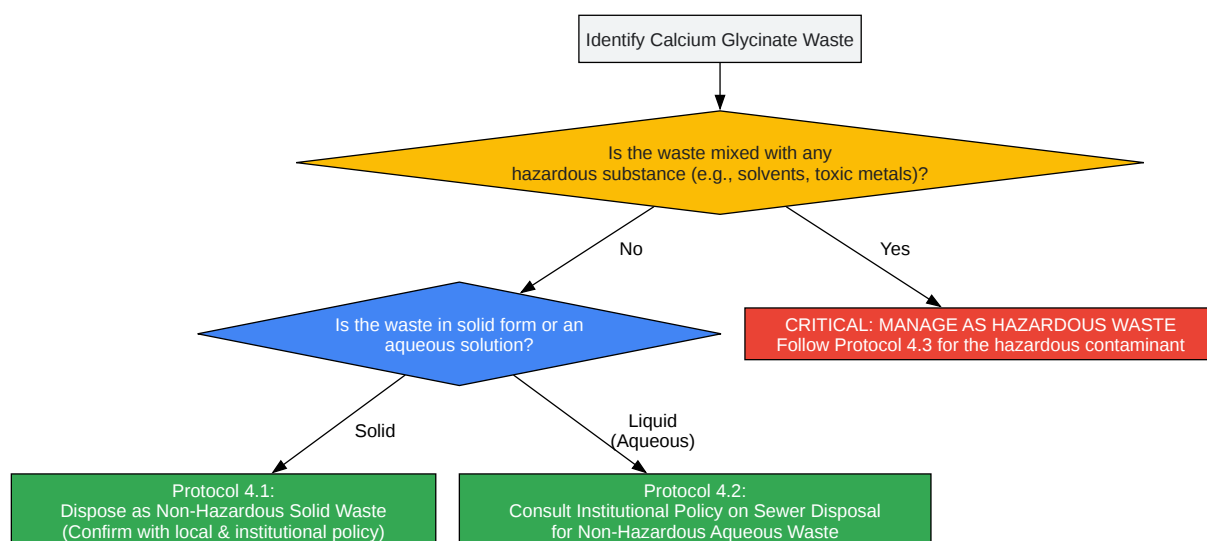 Identify Calcium Glycinate Waste
Is the waste mixed with any
hazardous substance (e.g., solvents, toxic metals)?
No
Yes
Is the waste in solid form or an
aqueous solution?
CRITICAL: MANAGE AS HAZARDOUS WASTE
Follow Protocol 4.3 for the hazardous contaminant
Solid
Liquid
(Aqueous)
Protocol 4.1:
Dispose as Non-Hazardous Solid Waste
(Confirm with local & institutional policy)
Protocol 4.2:
Consult Institutional Policy on Sewer Disposal
for Non-Hazardous Aqueous Waste